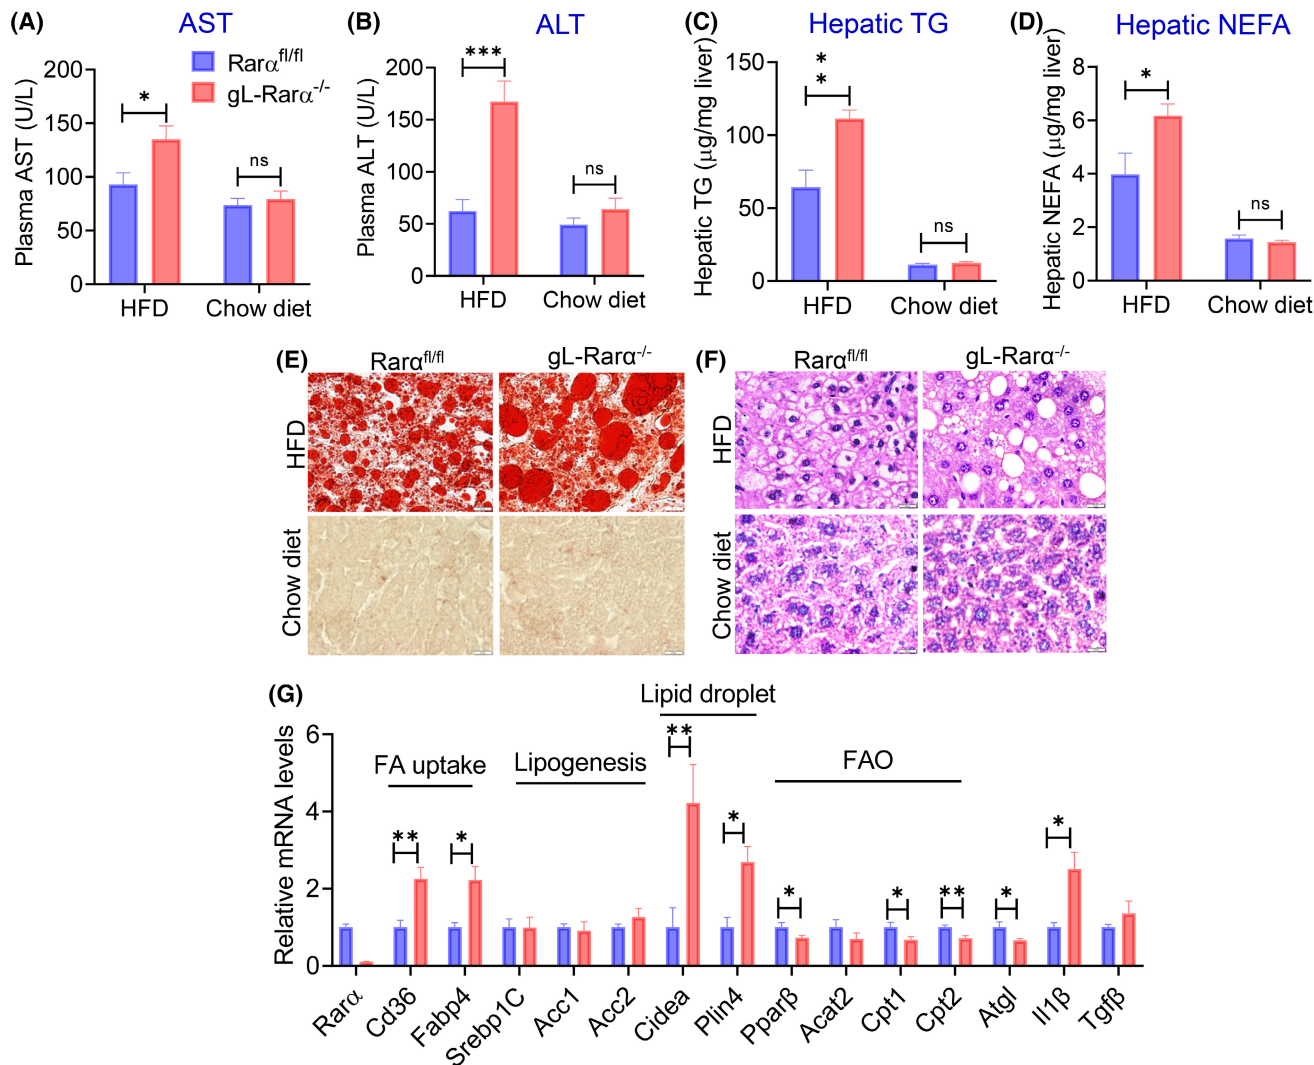 (A) AST
Rarα^fl/fl
gL-Rarα^-/-
Plasma AST (U/L)
200
150
100
50
0
*
ns
HFD
Chow diet
(B) ALT
Plasma ALT (U/L)
200
150
100
50
0
***
ns
HFD
Chow diet
(C) Hepatic TG
Hepatic TG (μg/mg liver)
150
100
50
0
*
*
ns
HFD
Chow diet
(D) Hepatic NEFA
Hepatic NEFA (μg/mg liver)
8
6
4
2
0
*
ns
HFD
Chow diet
(E) Rarα^fl/fl gL-Rarα^-/-
HFD
Chow diet
(F) Rarα^fl/fl gL-Rarα^-/-
HFD
Chow diet
(G)
Relative mRNA levels
6
4
2
0
FA uptake
Lipogenesis
Lipid droplet
FAO
**
*
**
*
*
*
**
*
*
Rarα
Cd36
Fabp4
Srebp1C
Acc1
Acc2
Cidea
Plin4
Pparβ
Acat2
Cpt1
Cpt2
Atgl
Il1β
Tgfβ